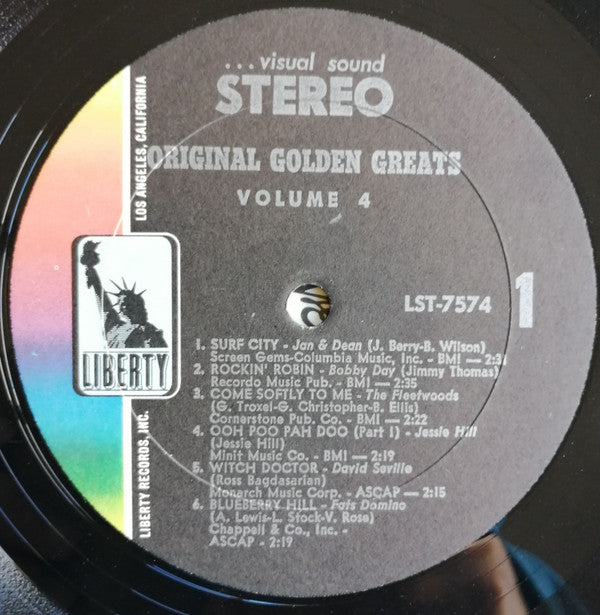 ...visual sound
STEREO
ORIGINAL GOLDEN GREATS
VOLUME 4
LST-7574
1
1. SURF CITY - Jan & Dean (J. Berry-B. Wilson)
Screen Gems-Columbia Music, Inc. - BMI — 2:31
2. ROCKIN' ROBIN - Bobby Day (Jimmy Thomas)
Recordo Music Pub. - BMI — 2:35
3. COME SOFTLY TO ME - The Fleetwoods
(G. Troxel-G. Christopher-B. Ellis)
Cornerstone Pub. Co. - BMI — 2:22
4. OOH POO PAH DOO (Part 1) - Jessie Hill
(Jessie Hill)
Minit Music Co. - BMI — 2:19
5. WITCH DOCTOR - David Seville
(Ross Bagdasarian)
Monarch Music Corp. - ASCAP — 2:15
6. BLUEBERRY HILL - Fats Domino
(A. Lewis-L. Stock-V. Rose)
Chappell & Co., Inc. -
ASCAP - 2:19
LIBERTY
LIBERTY RECORDS, INC.
LOS ANGELES, CALIFORNIA